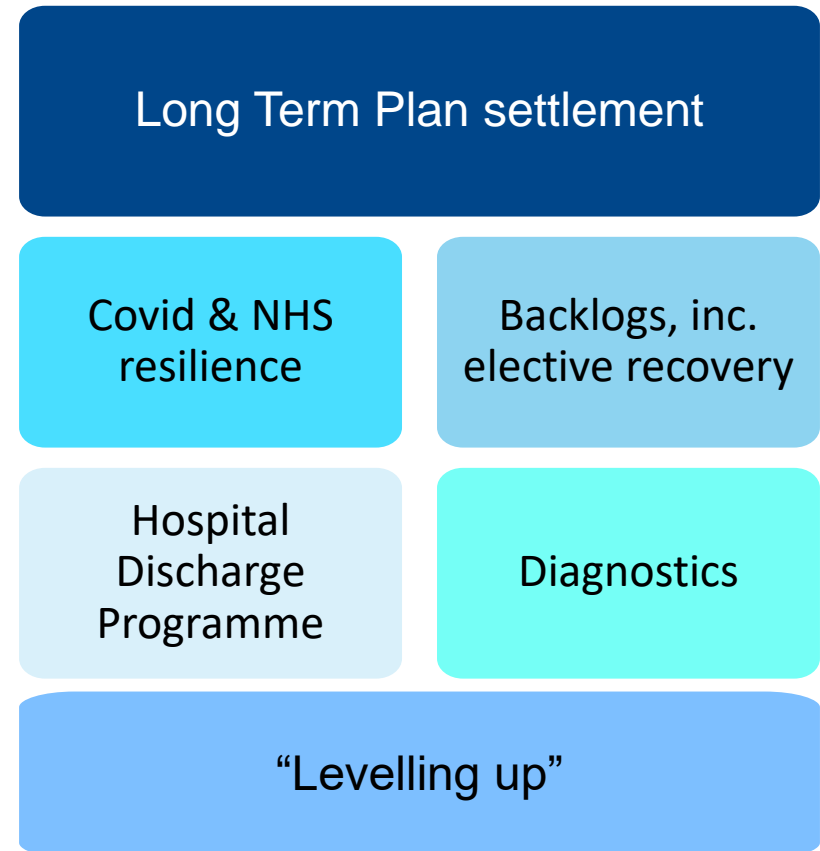 Long Term Plan settlement
Covid & NHS
resilience
Backlogs, inc.
elective recovery
Hospital
Discharge
Programme
Diagnostics
“Levelling up”